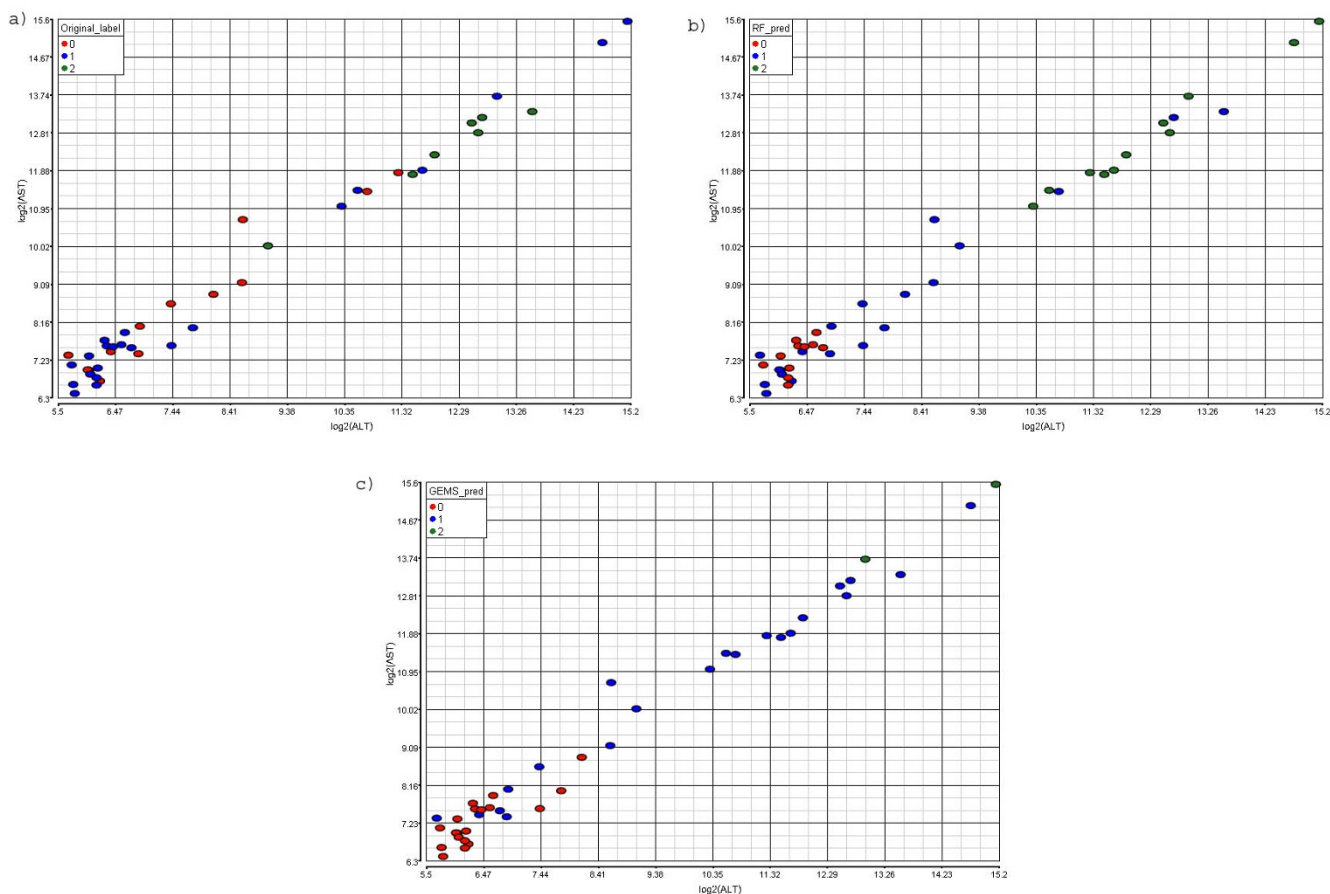 a)
Original_label
0
1
2
15.6
14.67
13.74
12.81
11.88
10.95
10.02
9.09
8.16
7.23
6.3
log2(AST)
5.5 6.47 7.44 8.41 9.38 10.35 11.32 12.29 13.26 14.23 15.2
log2(ALT)
b)
RF_pred
0
1
2
15.6
14.67
13.74
12.81
11.88
10.95
10.02
9.09
8.16
7.23
6.3
log2(AST)
5.5 6.47 7.44 8.41 9.38 10.35 11.32 12.29 13.26 14.23 15.2
log2(ALT)
c)
GEMS_pred
0
1
2
15.6
14.67
13.74
12.81
11.88
10.95
10.02
9.09
8.16
7.23
6.3
log2(AST)
5.5 6.47 7.44 8.41 9.38 10.35 11.32 12.29 13.26 14.23 15.2
log2(ALT)